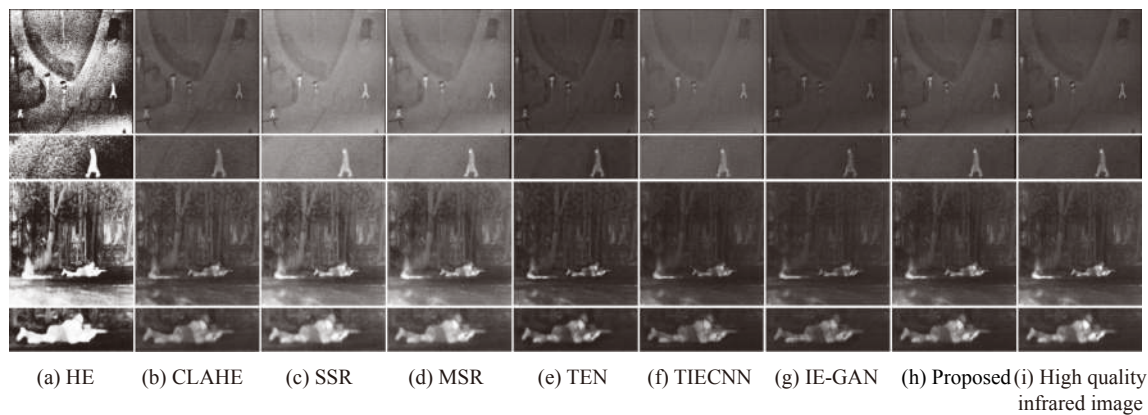 (a) HE (b) CLAHE (c) SSR (d) MSR (e) TEN (f) TIECNN (g) IE-GAN (h) Proposed (i) High quality
infrared image